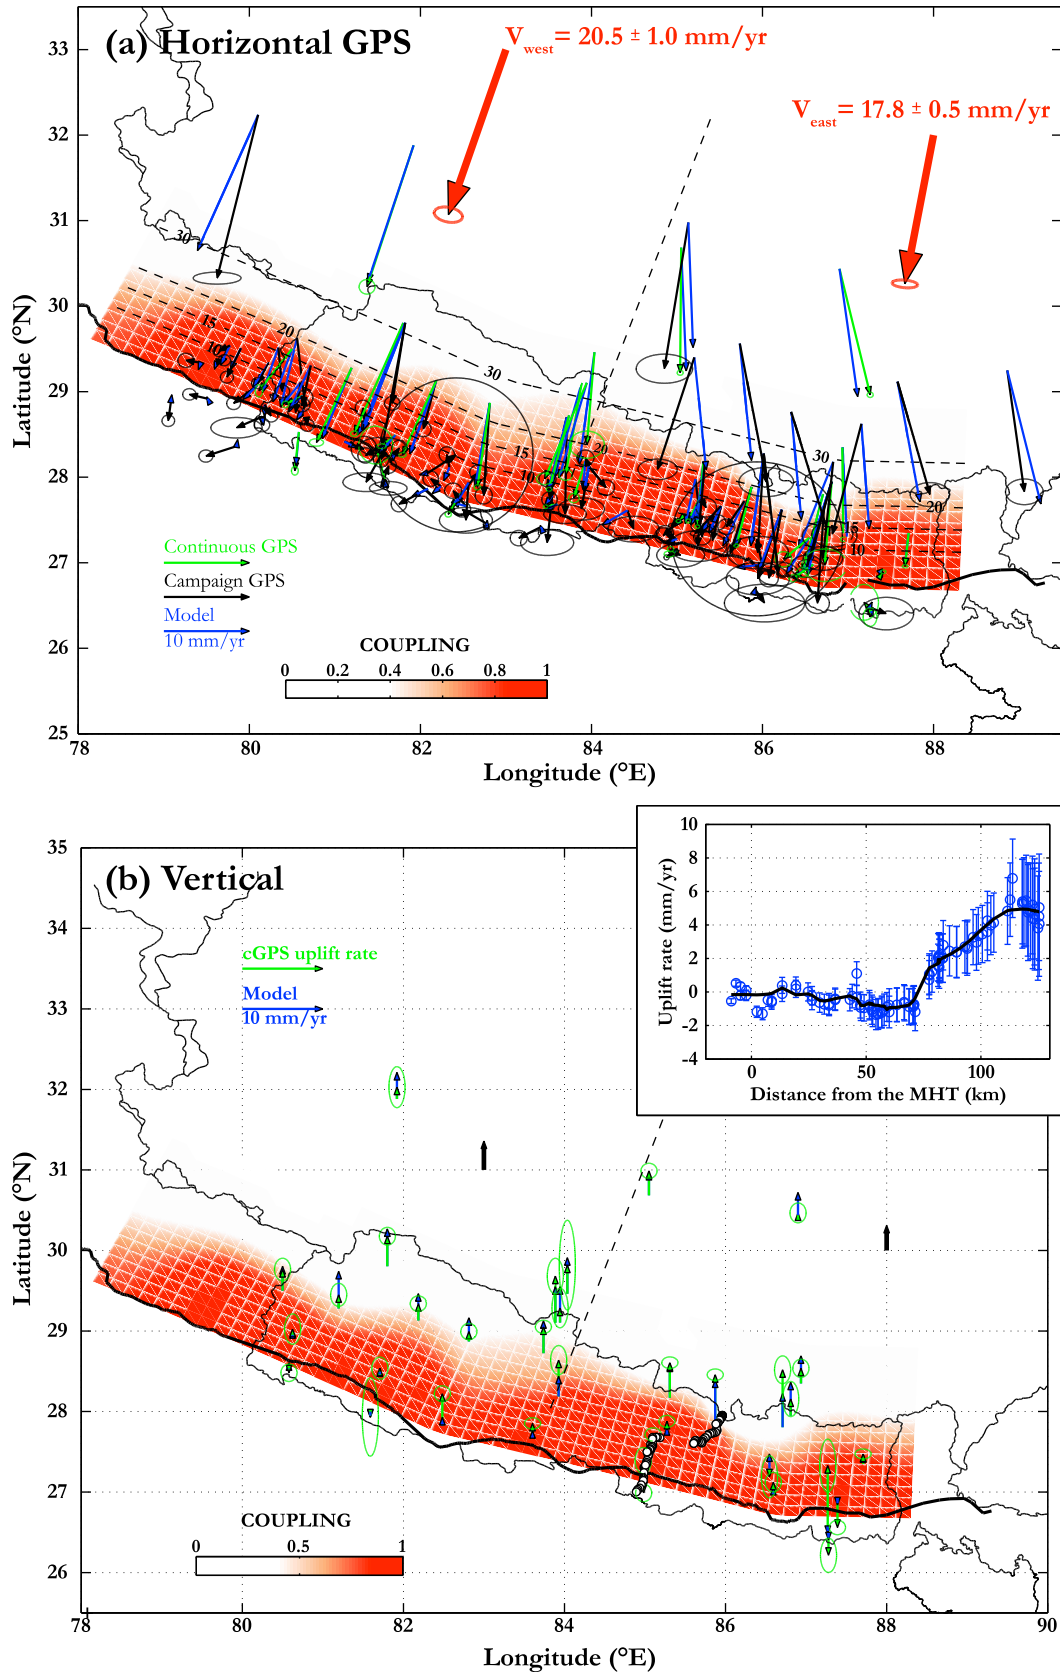 (a) Horizontal GPS
V west = 20.5 ± 1.0 mm/yr
V east = 17.8 ± 0.5 mm/yr
33
32
31
30
29
28
27
26
25
Latitude (°N)
30
20
15
10
30
20
15
10
30
20
15
10
Continuous GPS
Campaign GPS
Model
10 mm/yr
COUPLING
0 0.2 0.4 0.6 0.8 1
78 80 82 84 86 88
Longitude (°E)
(b) Vertical
cGPS uplift rate
Model
10 mm/yr
35
34
33
32
31
30
29
28
27
26
Latitude (°N)
10
8
6
4
2
0
-2
-4
Uplift rate (mm/yr)
0 50 100
Distance from the MHT (km)
COUPLING
0 0.5 1
78 80 82 84 86 88 90
Longitude (°E)